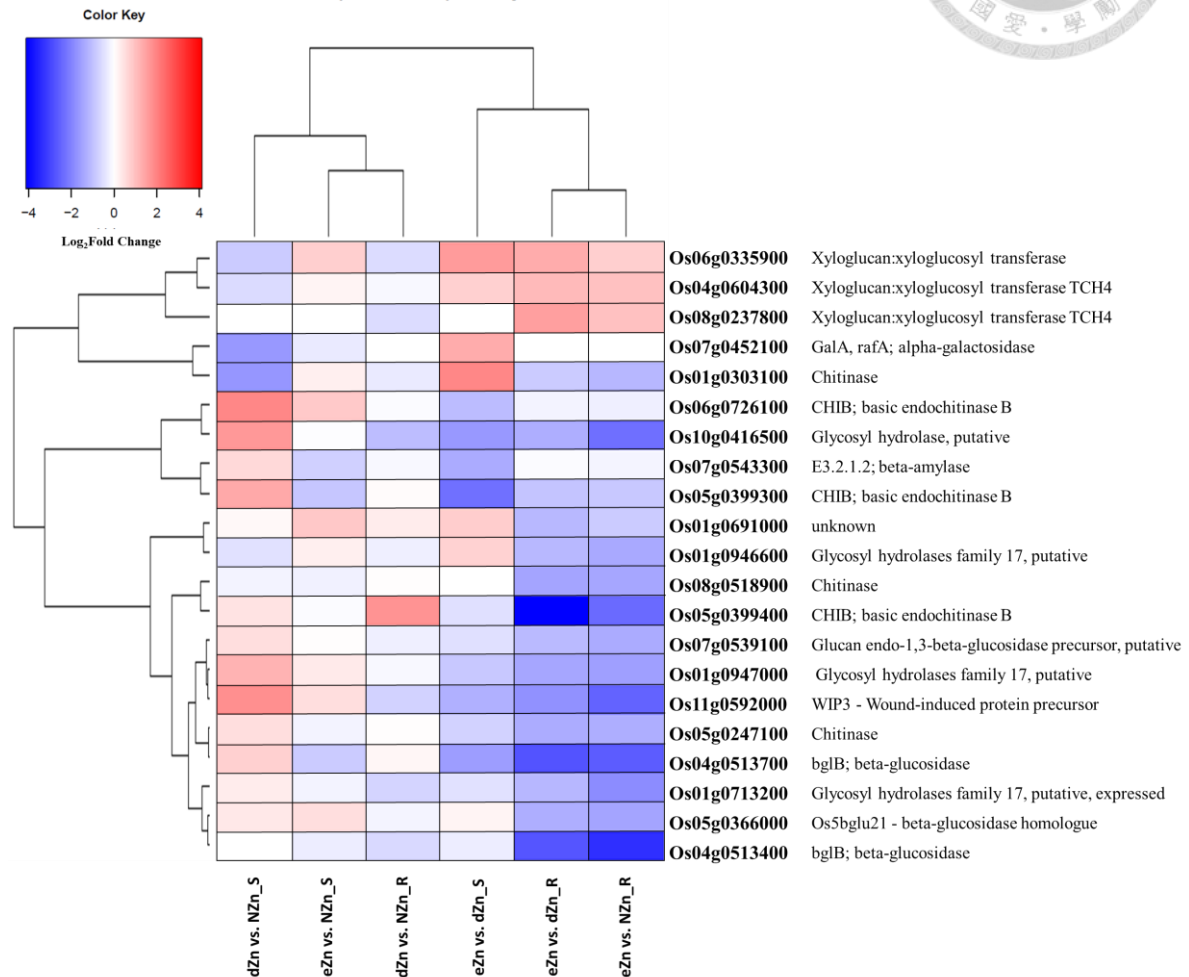 Color Key
國 愛 · 學 勵
-4 -2 0 2 4
Log2Fold Change
Os06g0335900 Xyloglucan:xyloglucosyl transferase
Os04g0604300 Xyloglucan:xyloglucosyl transferase TCH4
Os08g0237800 Xyloglucan:xyloglucosyl transferase TCH4
Os07g0452100 GalA, rafA; alpha-galactosidase
Os01g0303100 Chitinase
Os06g0726100 CHIB; basic endochitinase B
Os10g0416500 Glycosyl hydrolase, putative
Os07g0543300 E3.2.1.2; beta-amylase
Os05g0399300 CHIB; basic endochitinase B
Os01g0691000 unknown
Os01g0946600 Glycosyl hydrolases family 17, putative
Os08g0518900 Chitinase
Os05g0399400 CHIB; basic endochitinase B
Os07g0539100 Glucan endo-1,3-beta-glucosidase precursor, putative
Os01g0947000 Glycosyl hydrolases family 17, putative
Os11g0592000 WIP3 - Wound-induced protein precursor
Os05g0247100 Chitinase
Os04g0513700 bglB; beta-glucosidase
Os01g0713200 Glycosyl hydrolases family 17, putative, expressed
Os05g0366000 Os5bglu21 - beta-glucosidase homologue
Os04g0513400 bglB; beta-glucosidase
dZn vs. NZn_S
eZn vs. NZn_S
dZn vs. NZn_R
eZn vs. dZn_S
eZn vs. dZn_R
eZn vs. NZn_R